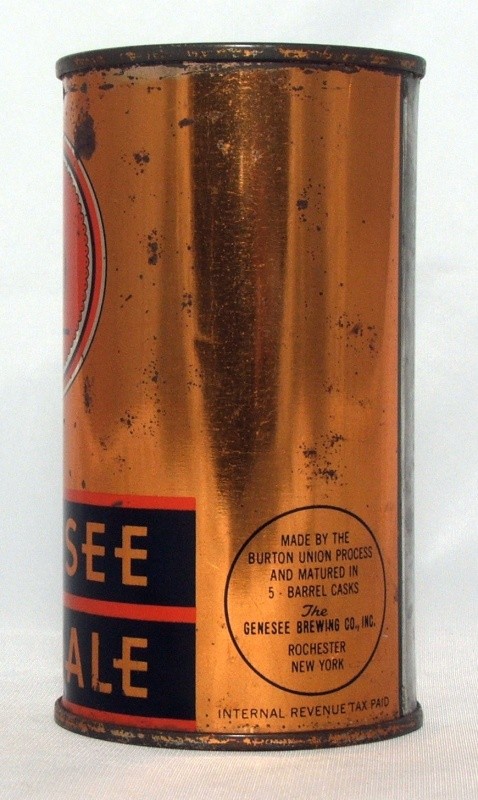 SEE
ALE
MADE BY THE
BURTON UNION PROCESS
AND MATURED IN
5 - BARREL CASKS
The
GENESEE BREWING CO., INC.
ROCHESTER
NEW YORK
INTERNAL REVENUE TAX PAID